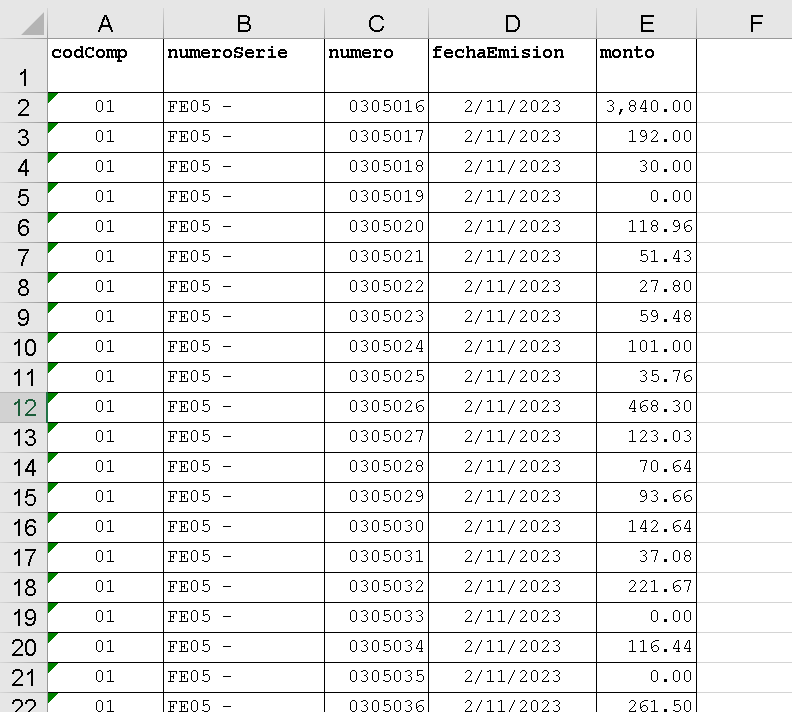 A B C D E F
1 codComp numeroSerie numero fechaEmision monto
2 01 FE05 - 0305016 2/11/2023 3,840.00
3 01 FE05 - 0305017 2/11/2023 192.00
4 01 FE05 - 0305018 2/11/2023 30.00
5 01 FE05 - 0305019 2/11/2023 0.00
6 01 FE05 - 0305020 2/11/2023 118.96
7 01 FE05 - 0305021 2/11/2023 51.43
8 01 FE05 - 0305022 2/11/2023 27.80
9 01 FE05 - 0305023 2/11/2023 59.48
10 01 FE05 - 0305024 2/11/2023 101.00
11 01 FE05 - 0305025 2/11/2023 35.76
12 01 FE05 - 0305026 2/11/2023 468.30
13 01 FE05 - 0305027 2/11/2023 123.03
14 01 FE05 - 0305028 2/11/2023 70.64
15 01 FE05 - 0305029 2/11/2023 93.66
16 01 FE05 - 0305030 2/11/2023 142.64
17 01 FE05 - 0305031 2/11/2023 37.08
18 01 FE05 - 0305032 2/11/2023 221.67
19 01 FE05 - 0305033 2/11/2023 0.00
20 01 FE05 - 0305034 2/11/2023 116.44
21 01 FE05 - 0305035 2/11/2023 0.00
22 01 FE05 - 0305036 2/11/2023 261.50